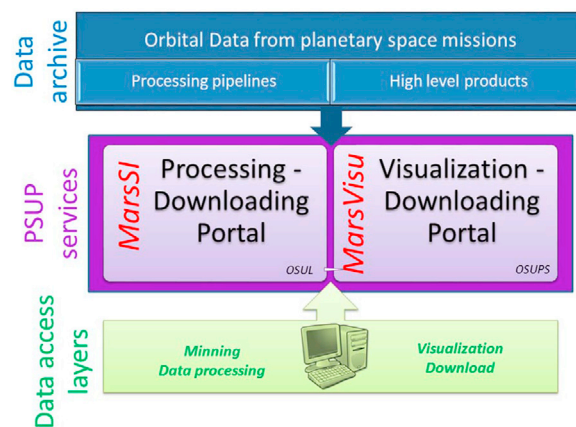 Data
archive
Orbital Data from planetary space missions
Processing pipelines
High level products
PSUP
services
MarsSI
Processing -
Downloading
Portal
OSUL
MarsVisu
Visualization -
Downloading
Portal
OSUPS
Data access
layers
Minning
Data processing
Visualization
Download